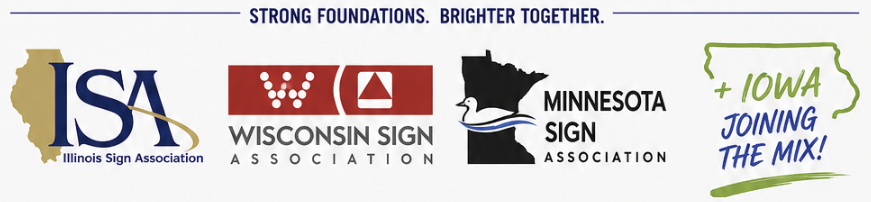 STRONG FOUNDATIONS. BRIGHTER TOGETHER.
ISA
Illinois Sign Association
W
WISCONSIN SIGN
ASSOCIATION
MINNESOTA
SIGN
ASSOCIATION
+ IOWA
JOINING
THE MIX!